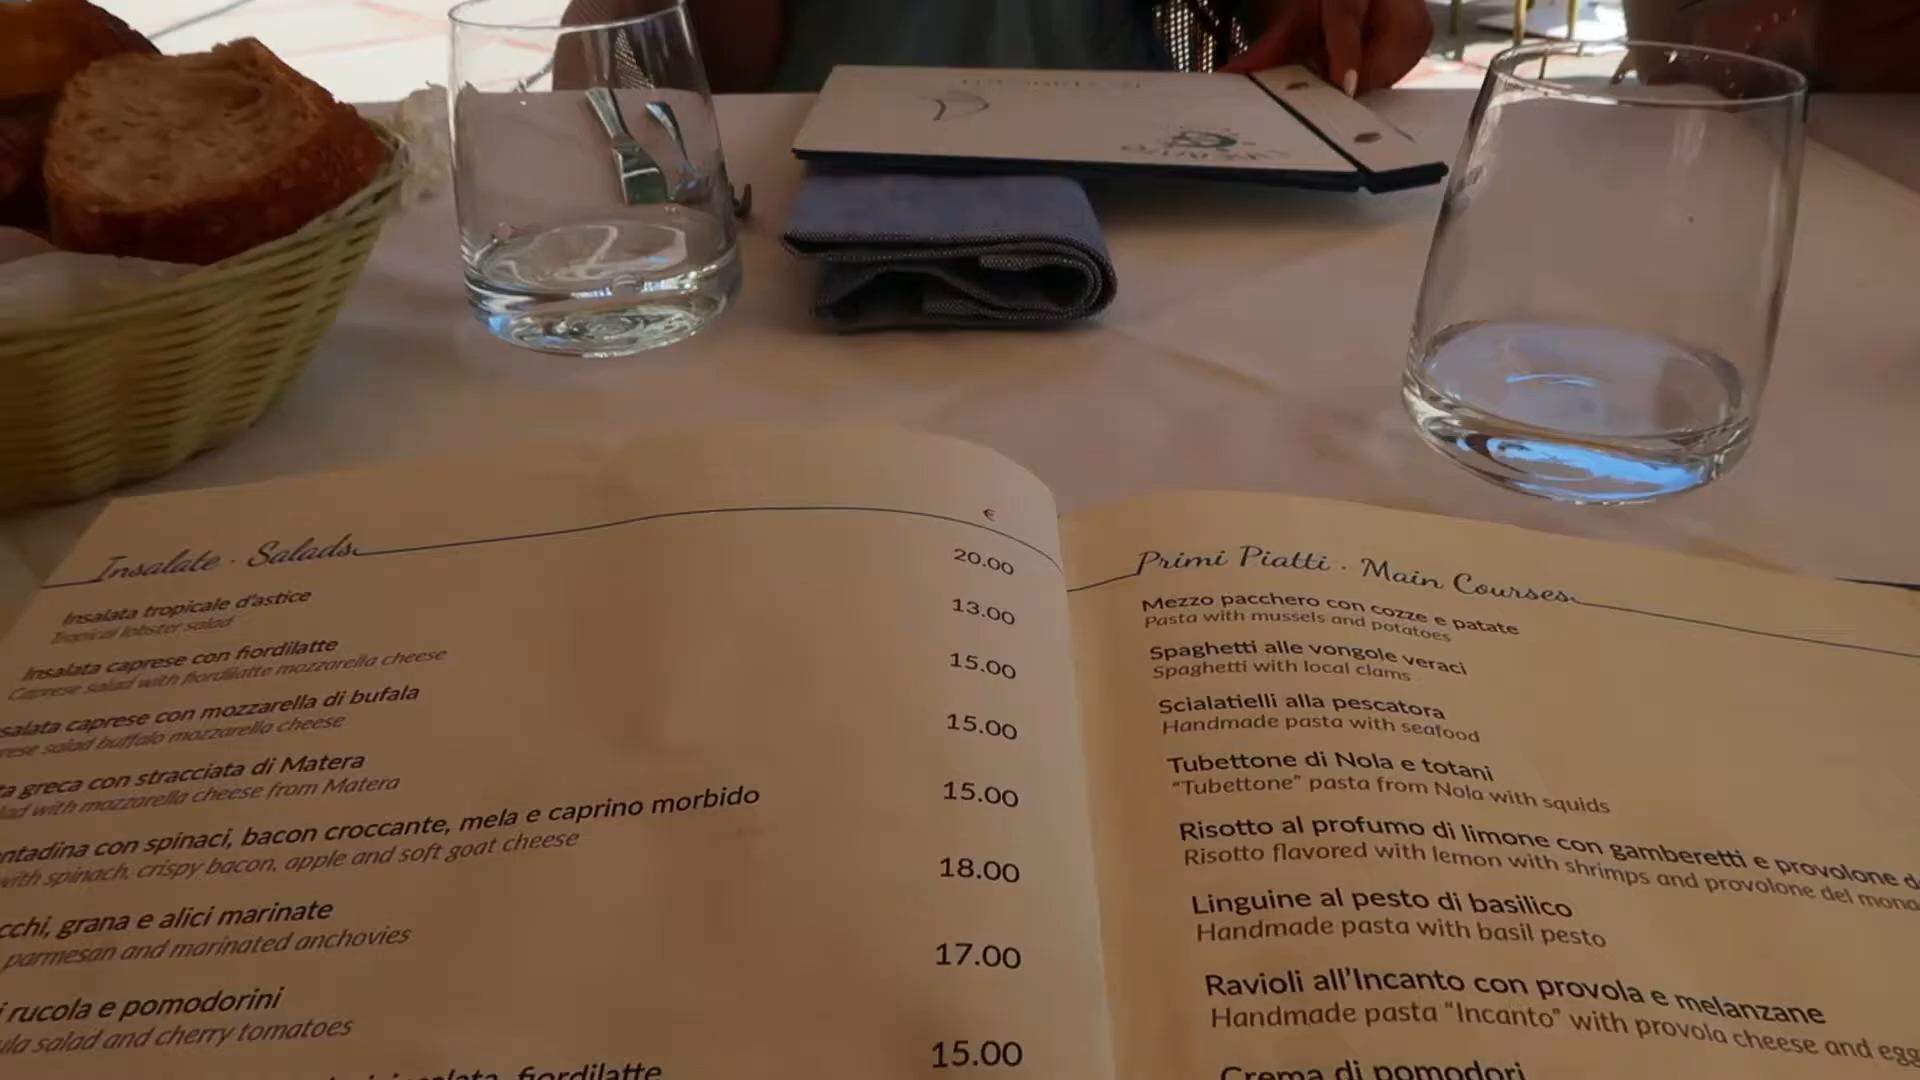 Insalate · Salads
€
Insalata tropicale d'astice 20.00
Tropical lobster salad
Insalata caprese con fiordilatte 13.00
Caprese salad with fiordilatte mozzarella cheese
caprese con mozzarella di bufala 15.00
salad buffalo mozzarella cheese
greca con stracciata di Matera 15.00
with mozzarella cheese from Matera
con spinaci, bacon croccante, mela e caprino morbido 15.00
with spinach, crispy bacon, apple and soft goat cheese
grana e alici marinate 18.00
parmesan and marinated anchovies
rucola e pomodorini 17.00
salad and cherry tomatoes
fiordilatte 15.00
Primi Piatti · Main Courses
Mezzo pacchero con cozze e patate
Pasta with mussels and potatoes
Spaghetti alle vongole veraci
Spaghetti with local clams
Scialatielli alla pescatora
Handmade pasta with seafood
Tubettone di Nola e totani
"Tubettone" pasta from Nola with squids
Risotto al profumo di limone con gamberetti e provolone
Risotto flavored with lemon with shrimps and provolone del
Linguine al pesto di basilico
Handmade pasta with basil pesto
Ravioli all'Incanto con provola e melanzane
Handmade pasta "Incanto" with provola cheese and
Crema di pomodori